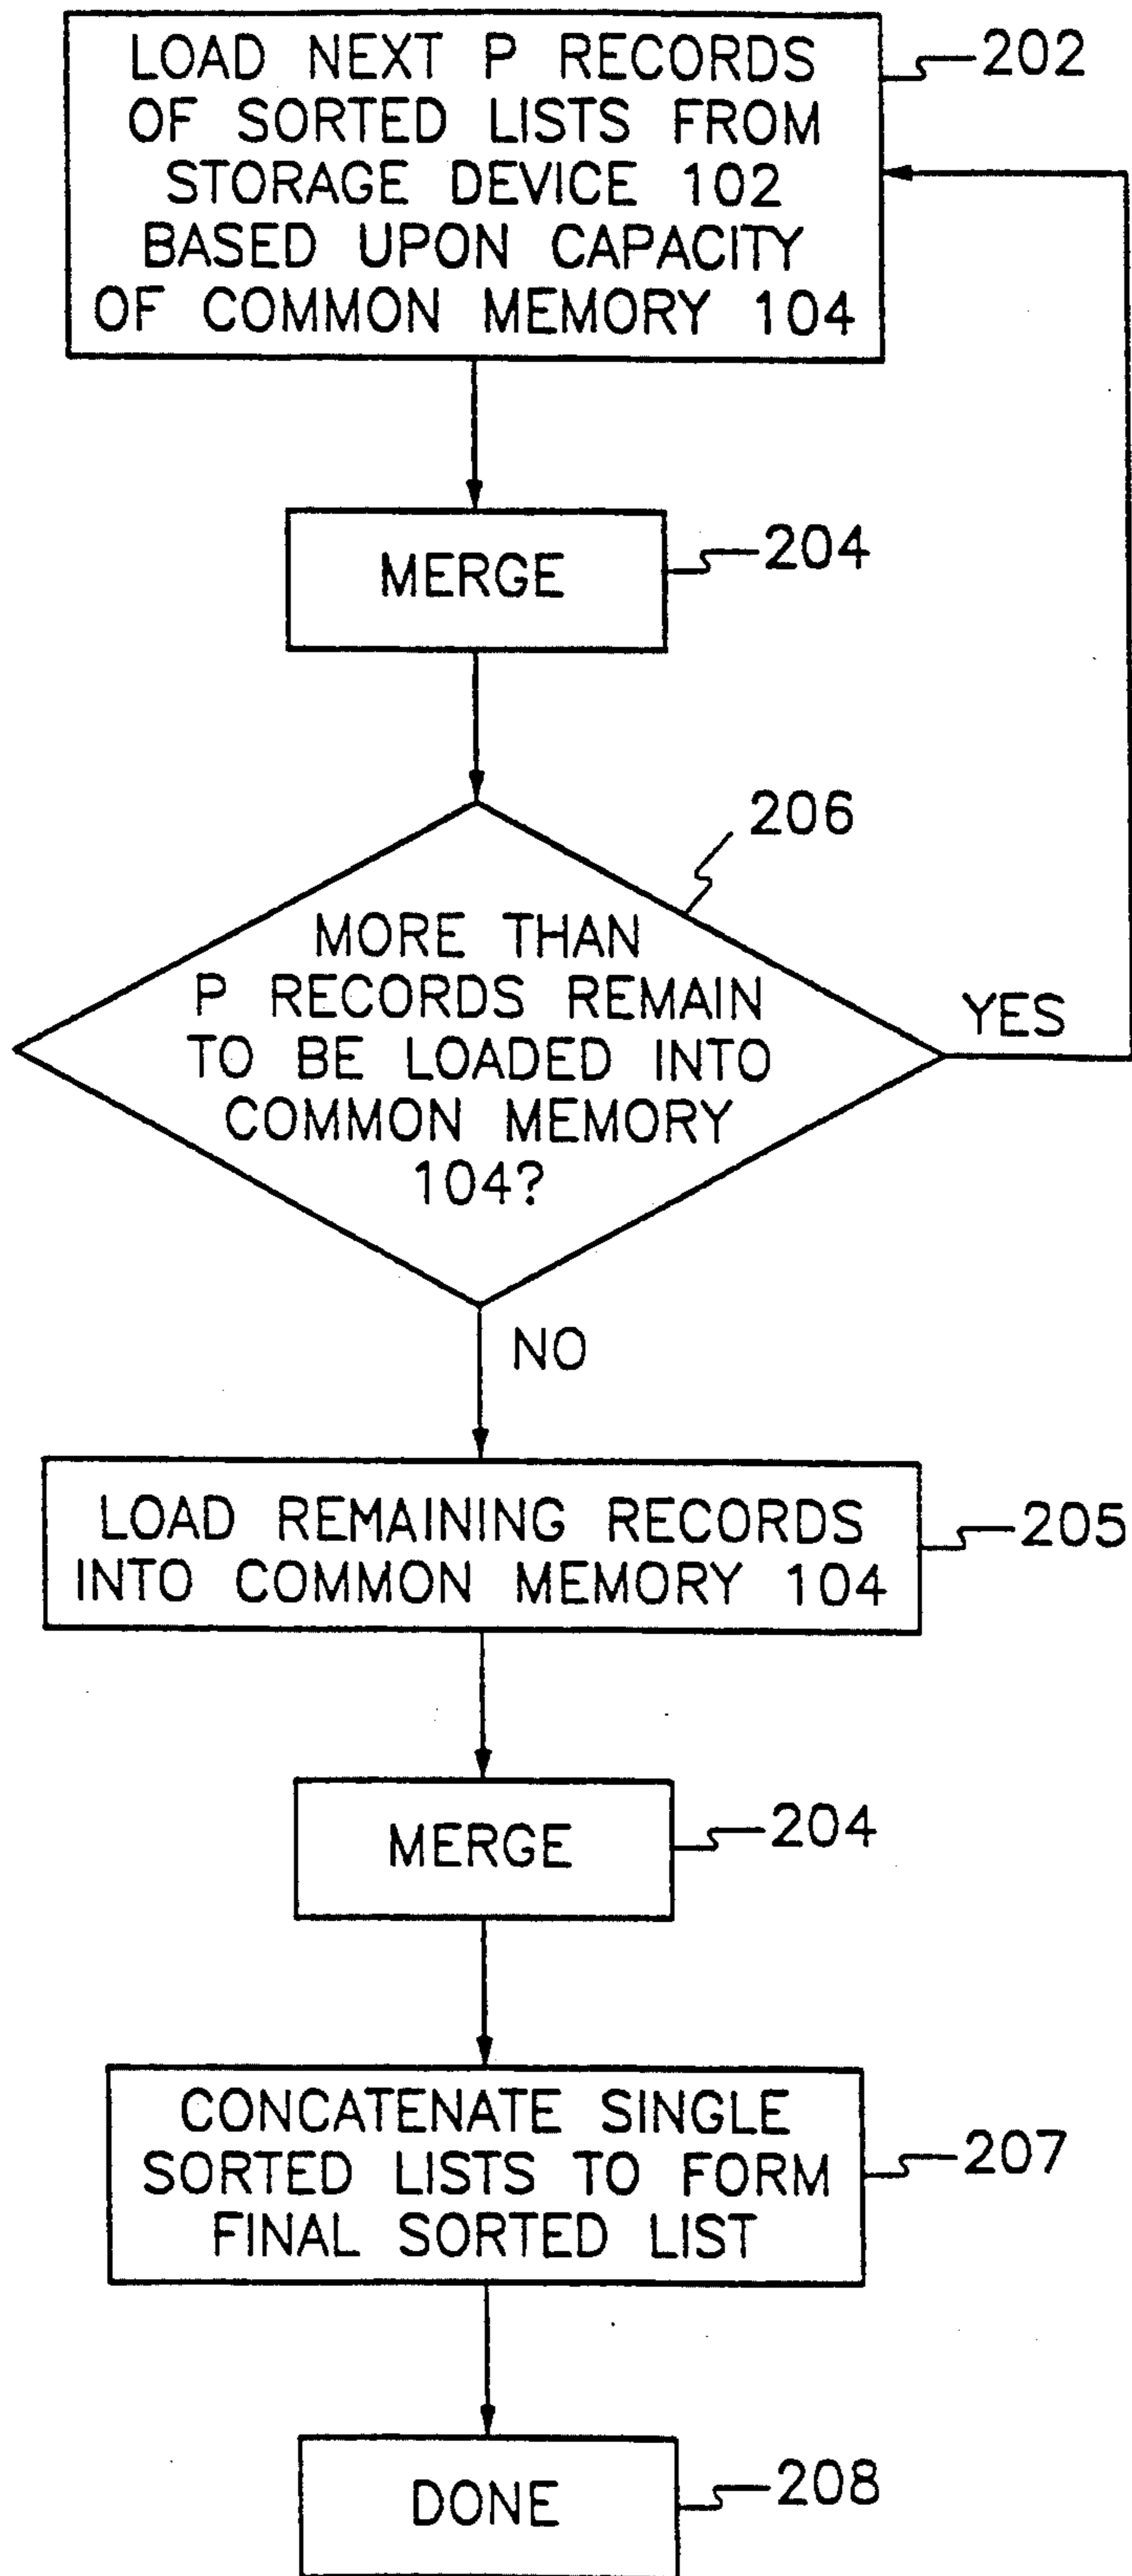 LOAD NEXT P RECORDS
OF SORTED LISTS FROM
STORAGE DEVICE 102
BASED UPON CAPACITY
OF COMMON MEMORY 104
202
MERGE
204
206
MORE THAN
P RECORDS REMAIN
TO BE LOADED INTO
COMMON MEMORY
104?
YES
NO
LOAD REMAINING RECORDS
INTO COMMON MEMORY 104
205
MERGE
204
CONCATENATE SINGLE
SORTED LISTS TO FORM
FINAL SORTED LIST
207
DONE
208